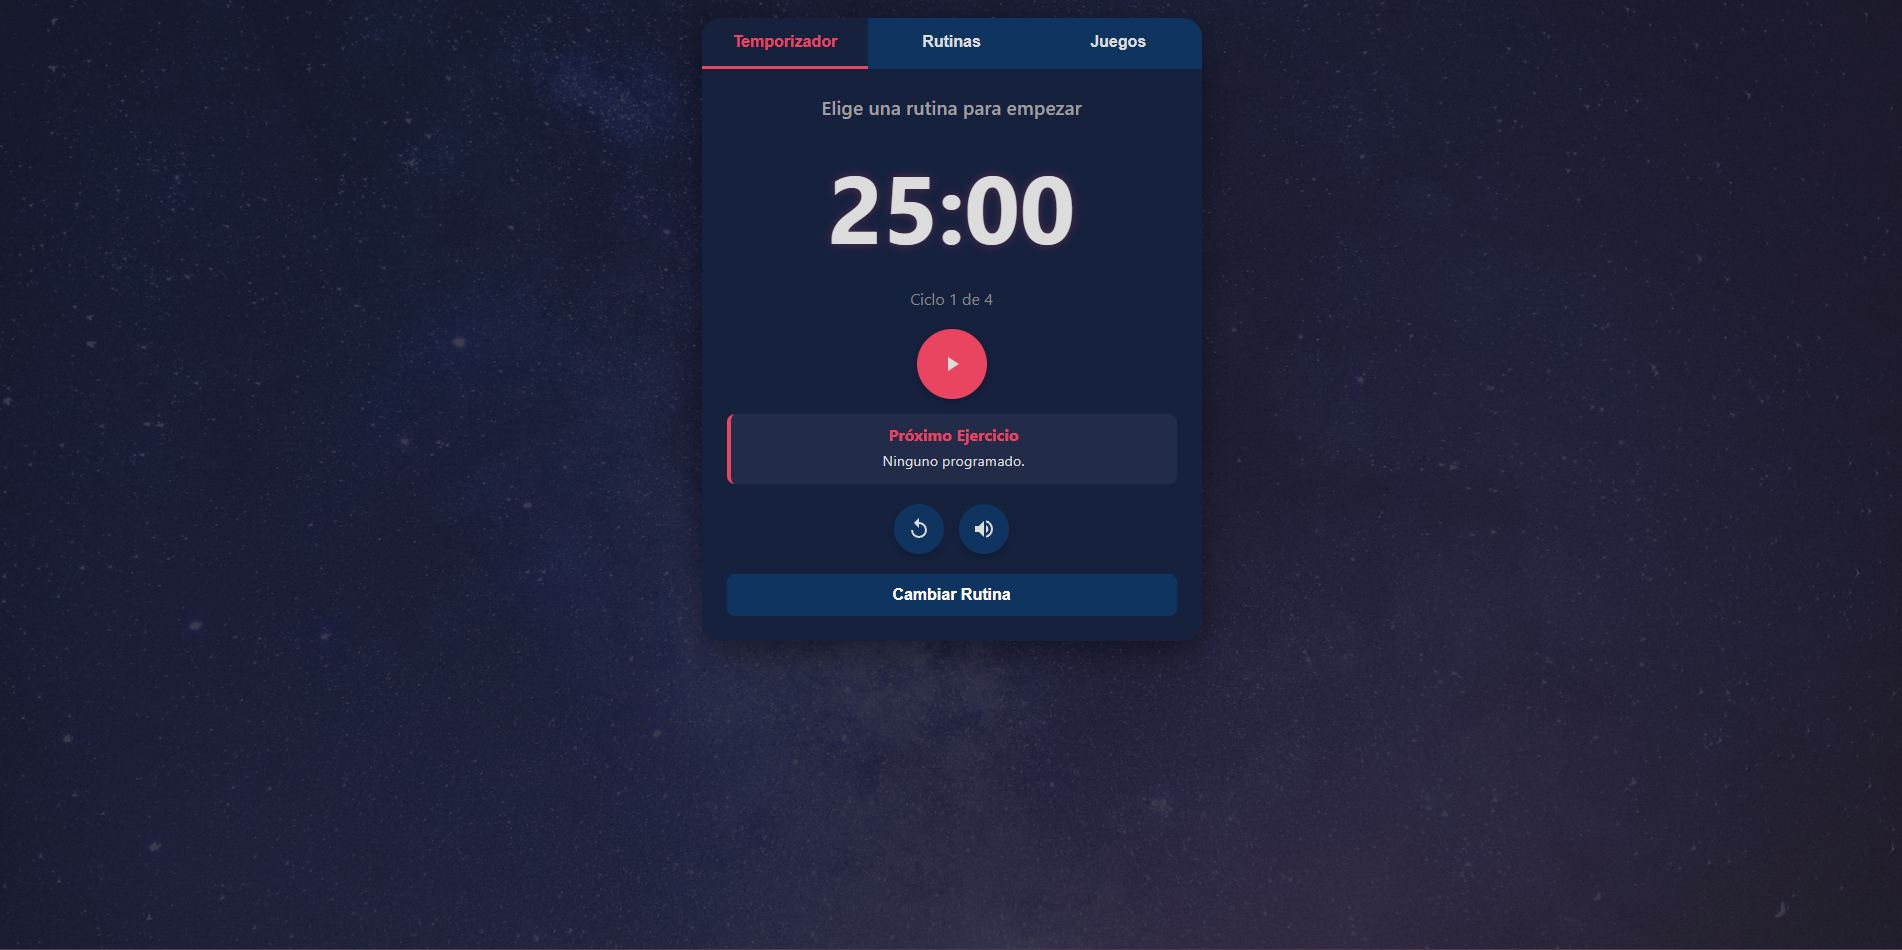 Temporizador Rutinas Juegos
Elige una rutina para empezar
25:00
Ciclo 1 de 4
Próximo Ejercicio
Ninguno programado.
Cambiar Rutina